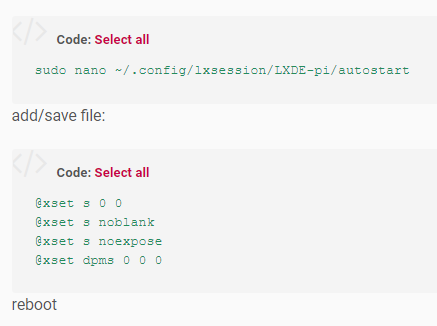 </> Code: Select all
sudo nano ~/.config/lxsession/LXDE-pi/autostart
add/save file:
</> Code: Select all
@xset s 0 0
@xset s noblank
@xset s noexpose
@xset dpms 0 0 0
reboot